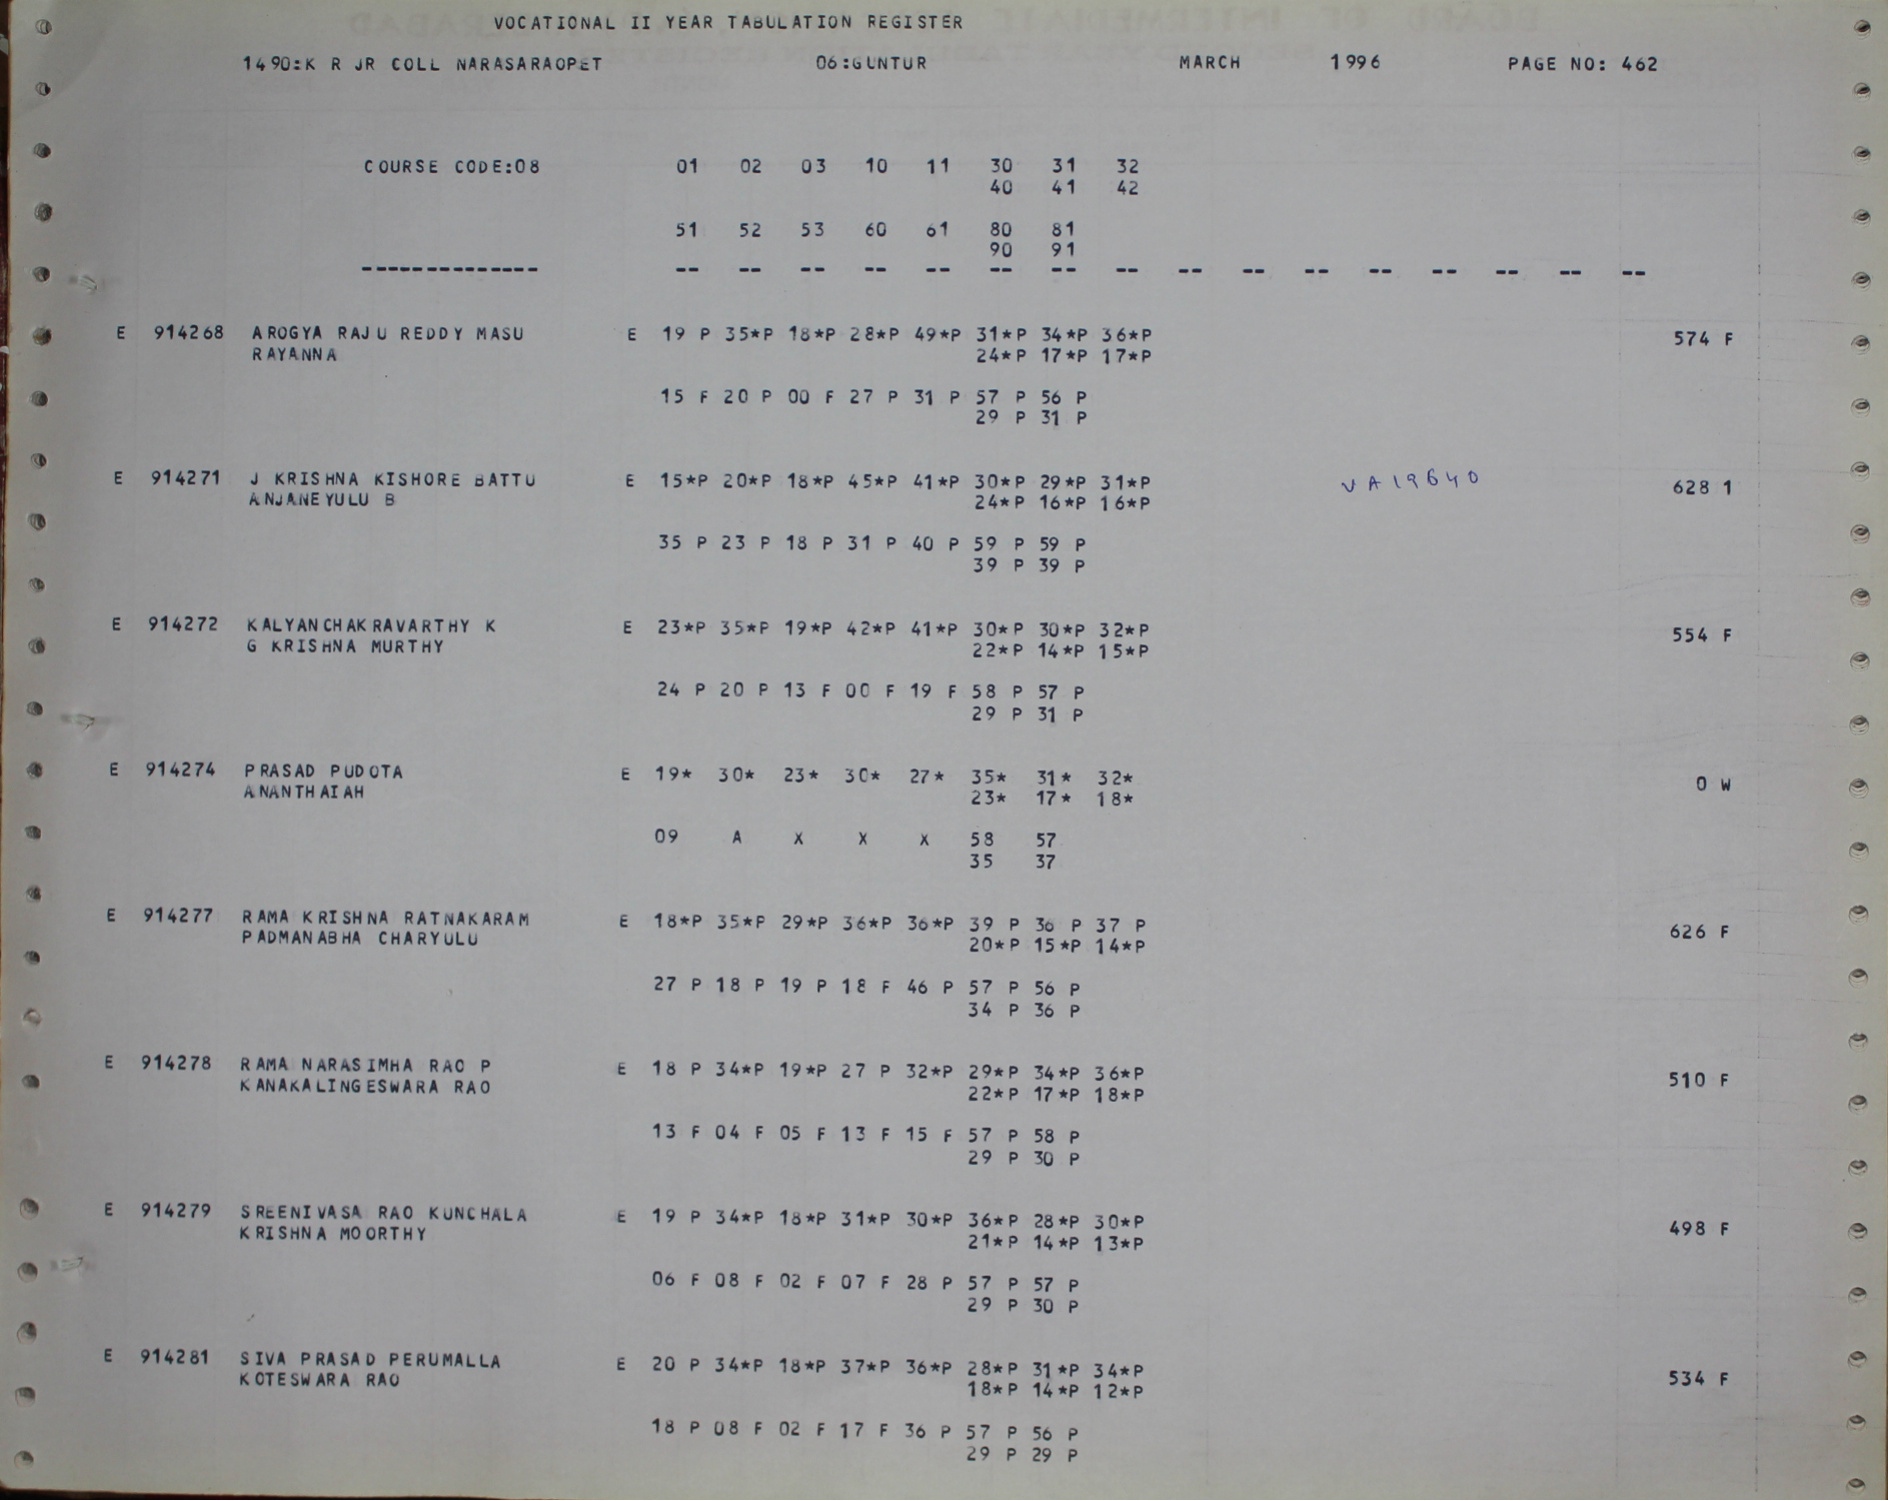 VOCATIONAL II YEAR TABULATION REGISTER
1490:K R JR COLL NARASARAOPET 06:GUNTUR MARCH 1996 PAGE NO: 462
COURSE CODE:08 01 02 03 10 11 30 31 32
40 41 42
51 52 53 60 61 80 81
90 91
-------------- -- -- -- -- -- -- -- -- -- -- -- -- -- -- -- --
E 914268 AROGYA RAJU REDDY MASU E 19 P 35*P 18*P 28*P 49*P 31*P 34*P 36*P 574 F
RAYANNA 24*P 17*P 17*P
15 F 20 P 00 F 27 P 31 P 57 P 56 P
29 P 31 P
E 914271 J KRISHNA KISHORE BATTU E 15*P 20*P 18*P 45*P 41*P 30*P 29*P 31*P VA19640 628 1
ANJANEYULU B 24*P 16*P 16*P
35 P 23 P 18 P 31 P 40 P 59 P 59 P
39 P 39 P
E 914272 KALYANCHAKRAVARTHY K E 23*P 35*P 19*P 42*P 41*P 30*P 30*P 32*P 554 F
G KRISHNA MURTHY 22*P 14*P 15*P
24 P 20 P 13 F 00 F 19 F 58 P 57 P
29 P 31 P
E 914274 PRASAD PUDOTA E 19* 30* 23* 30* 27* 35* 31* 32* 0 W
ANANTHAIAH 23* 17* 18*
09 A X X X 58 57
35 37
E 914277 RAMA KRISHNA RATNAKARAM E 18*P 35*P 29*P 36*P 36*P 39 P 36 P 37 P 626 F
PADMANABHA CHARYULU 20*P 15*P 14*P
27 P 18 P 19 P 18 F 46 P 57 P 56 P
34 P 36 P
E 914278 RAMA NARASIMHA RAO P E 18 P 34*P 19*P 27 P 32*P 29*P 34*P 36*P 510 F
KANAKALINGESWARA RAO 22*P 17*P 18*P
13 F 04 F 05 F 13 F 15 F 57 P 58 P
29 P 30 P
E 914279 SREENIVASA RAO KUNCHALA E 19 P 34*P 18*P 31*P 30*P 36*P 28*P 30*P 498 F
KRISHNA MOORTHY 21*P 14*P 13*P
06 F 08 F 02 F 07 F 28 P 57 P 57 P
29 P 30 P
E 914281 SIVA PRASAD PERUMALLA E 20 P 34*P 18*P 37*P 36*P 28*P 31*P 34*P 534 F
KOTESWARA RAO 18*P 14*P 12*P
18 P 08 F 02 F 17 F 36 P 57 P 56 P
29 P 29 P